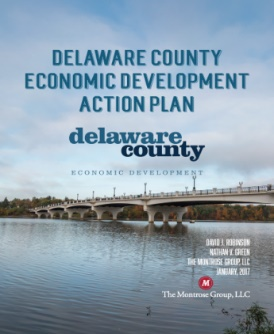 DELAWARE COUNTY
ECONOMIC DEVELOPMENT
ACTION PLAN
delaware
county
ECONOMIC DEVELOPMENT
DAVID J. ROBINSON
NATHAN V. GREEN
THE MONTROSE GROUP, LLC
JANUARY, 2017
M
The Montrose Group, LLC